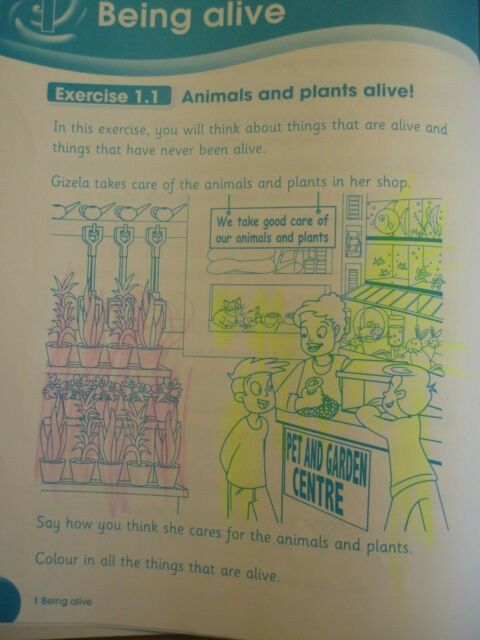 1 Being alive
Exercise 1.1 Animals and plants alive!
In this exercise, you will think about things that are alive and
things that have never been alive.
Gizela takes care of the animals and plants in her shop.
We take good care of
our animals and plants
PET AND GARDEN
CENTRE
Say how you think she cares for the animals and plants.
Colour in all the things that are alive.
1 Being alive